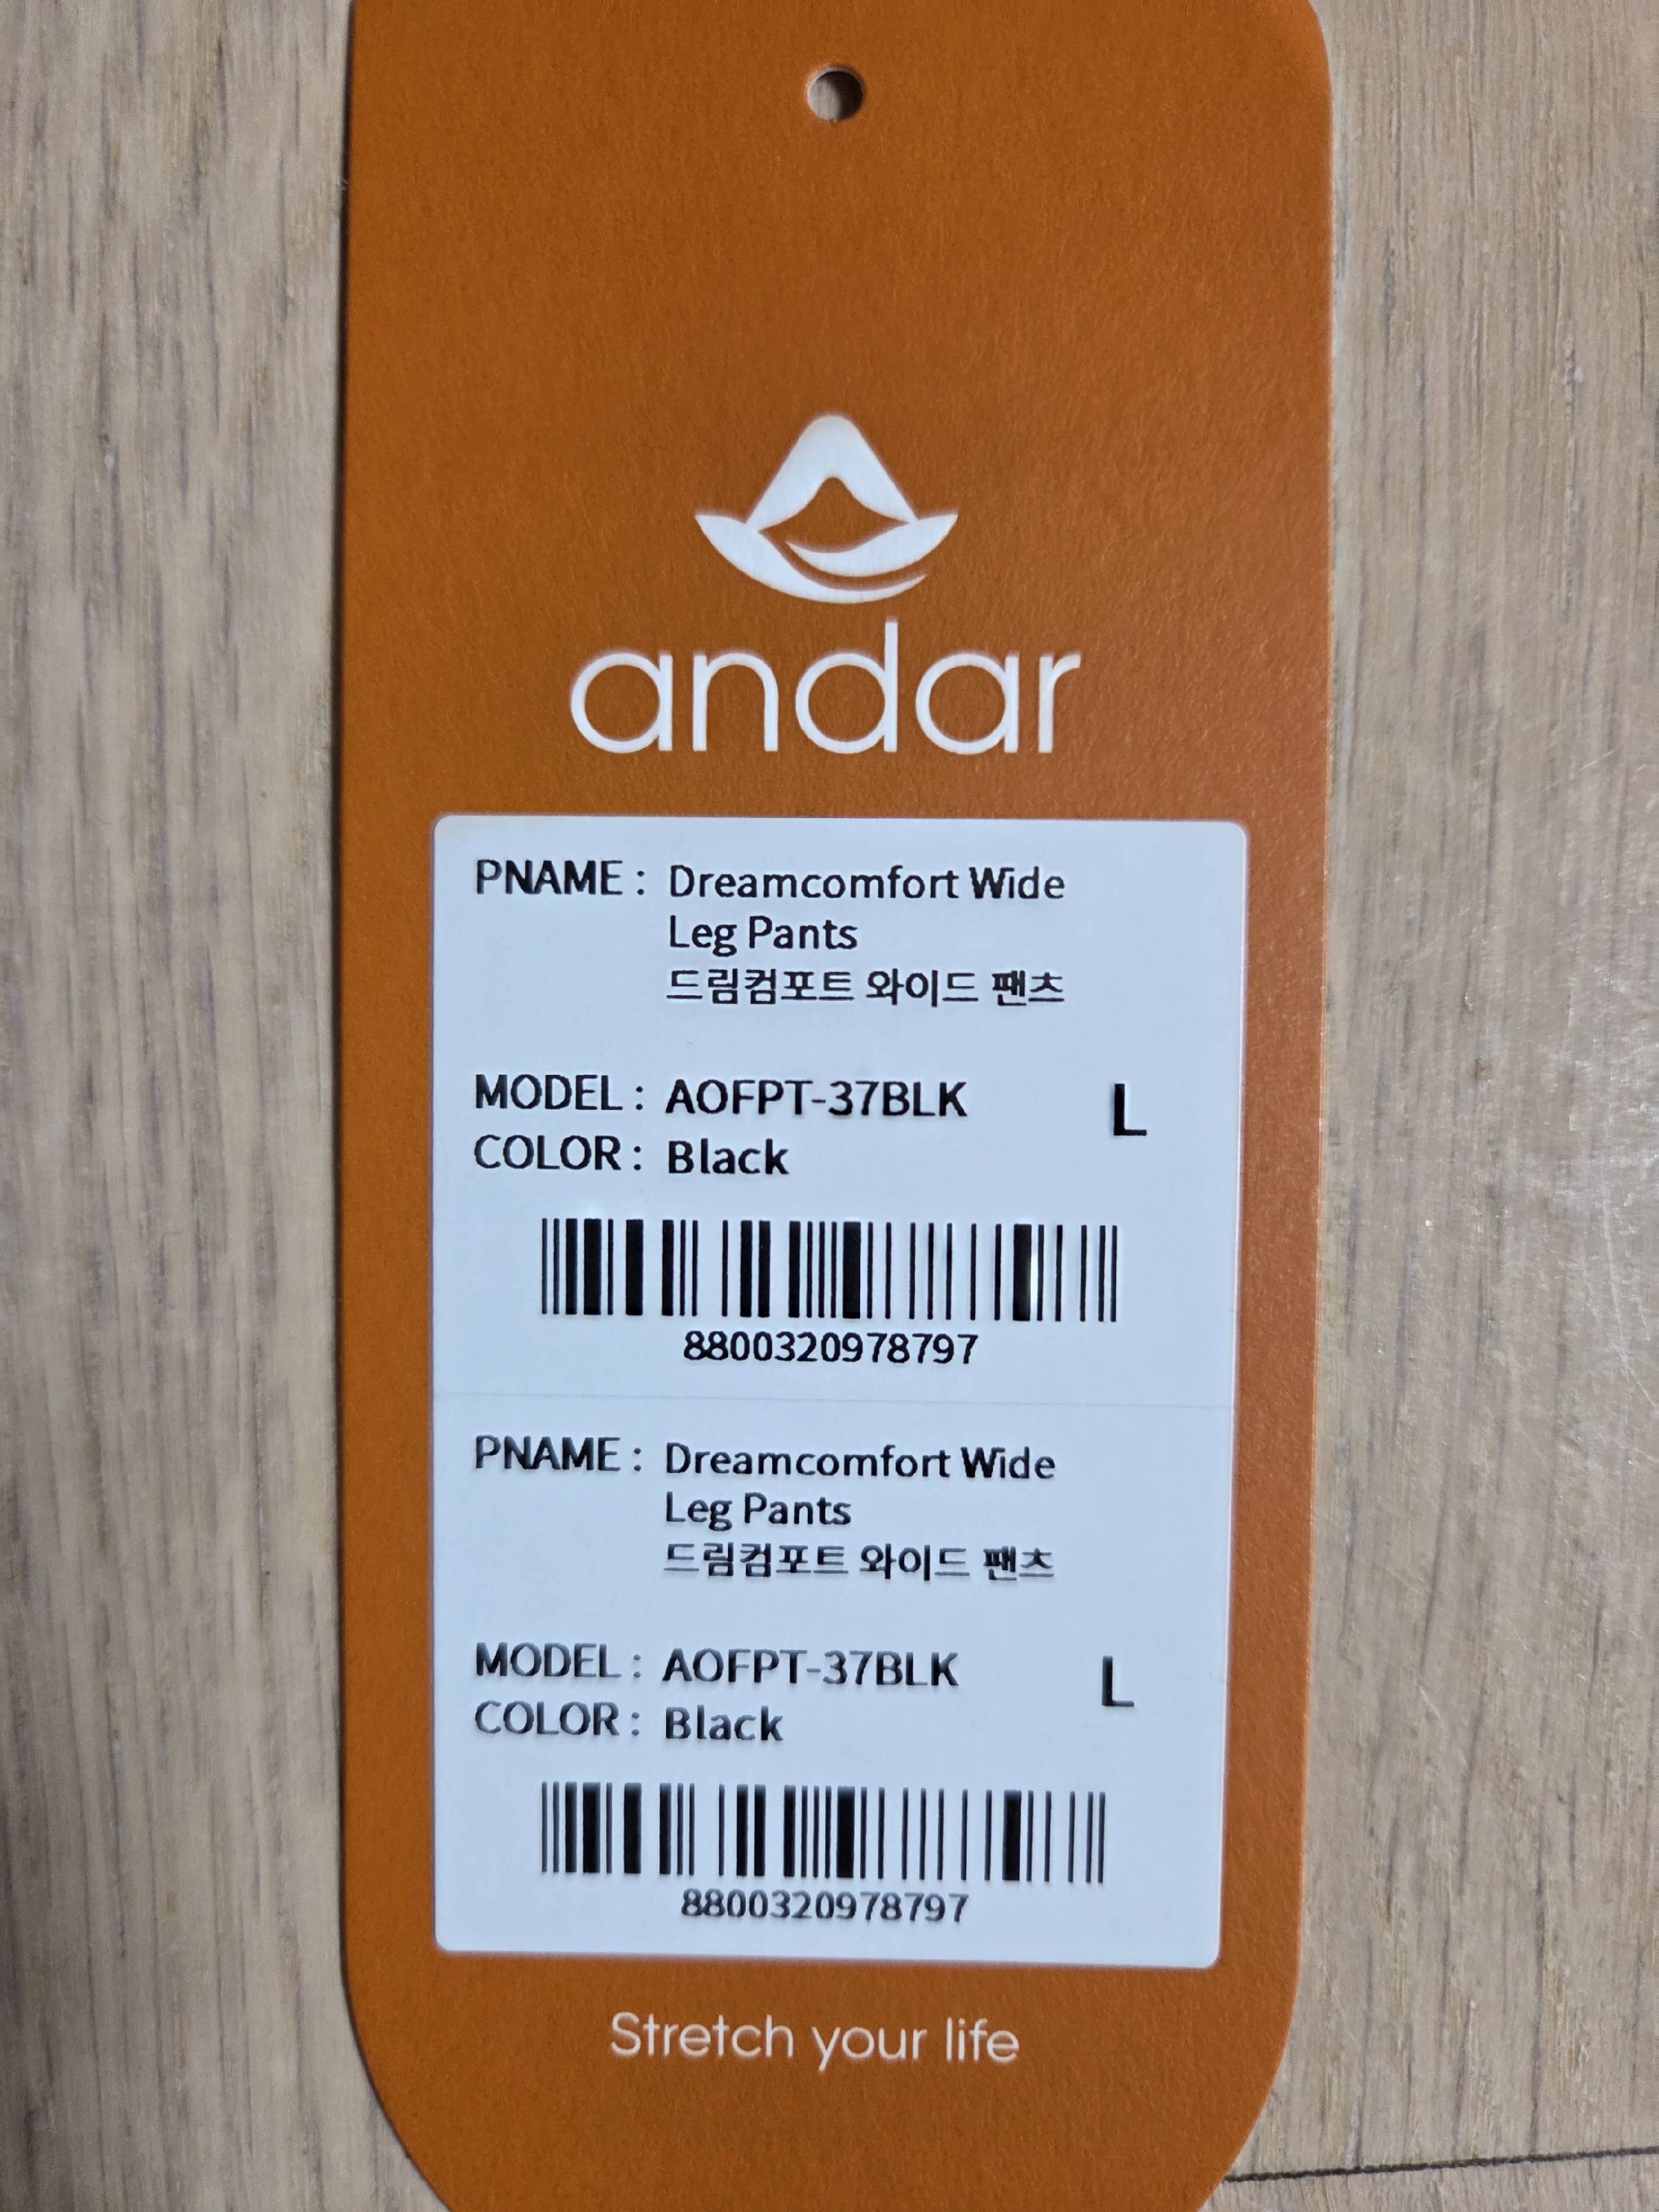 andar
PNAME : Dreamcomfort Wide
Leg Pants
드림컴포트 와이드 팬츠
MODEL : AOFPT-37BLK L
COLOR : Black
8800320978797
PNAME : Dreamcomfort Wide
Leg Pants
드림컴포트 와이드 팬츠
MODEL : AOFPT-37BLK L
COLOR : Black
8800320978797
Stretch your life